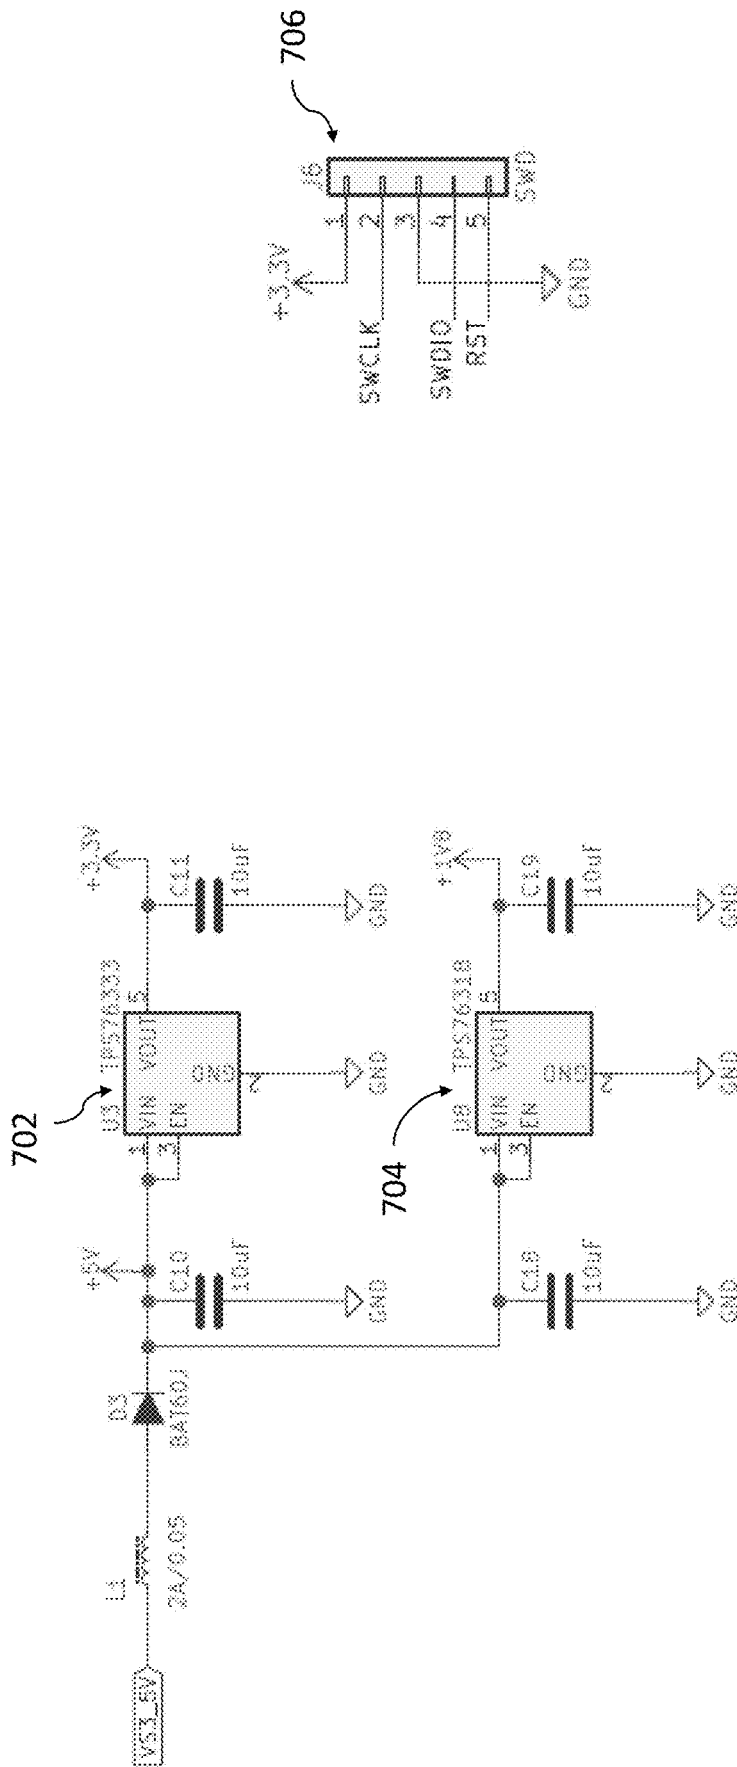 706
J6
+3.3V
1
2
3
4
5
SWCLK
SWDIO
RST
GND
SWD
702
VS3_5V
L1
2A/0.05
D3
BAT60J
+5V
C10
10uF
GND
U3
TPS76333
1
VIN
3
EN
VOUT
5
GND
2
GND
+3.3V
C11
10uF
GND
704
C18
10uF
GND
U8
TPS76318
1
VIN
3
EN
VOUT
5
GND
2
GND
+1V8
C19
10uF
GND